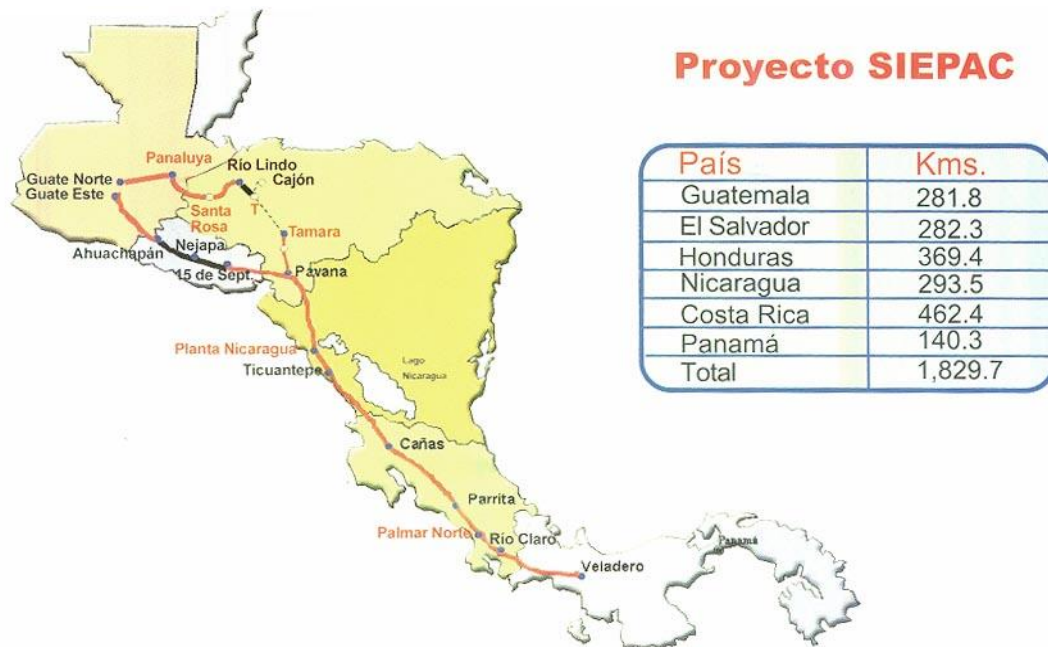 Proyecto SIEPAC
País Kms.
Guatemala 281.8
El Salvador 282.3
Honduras 369.4
Nicaragua 293.5
Costa Rica 462.4
Panamá 140.3
Total 1,829.7
Panaluya
Río Lindo
Cajón
Guate Norte
Guate Este
Santa
Rosa
T
Tamara
Nejapa
Ahuachapán
15 de Sept.
Pavana
Planta Nicaragua
Ticuantepe
Lago
Nicaragua
Cañas
Parrita
Palmar Norte
Río Claro
Veladero
Panamá